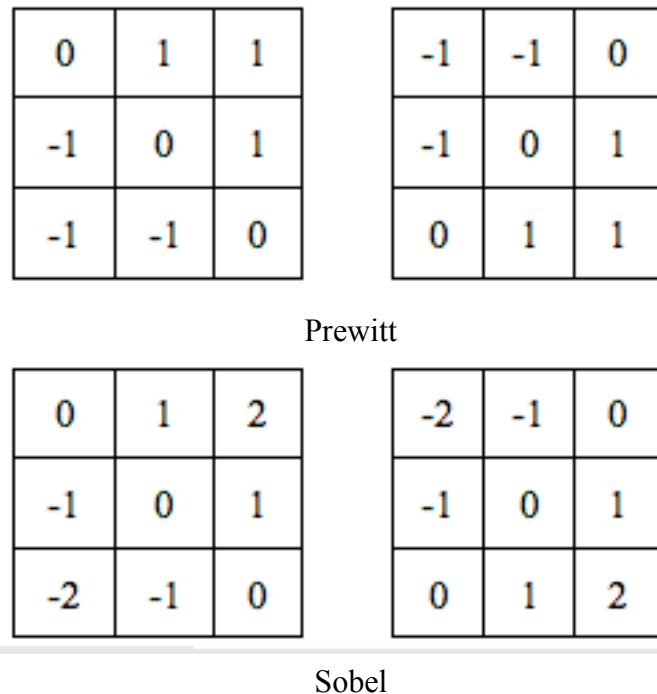 0 1 1 -1 -1 0
-1 0 1 -1 0 1
-1 -1 0 0 1 1
Prewitt
0 1 2 -2 -1 0
-1 0 1 -1 0 1
-2 -1 0 0 1 2
Sobel